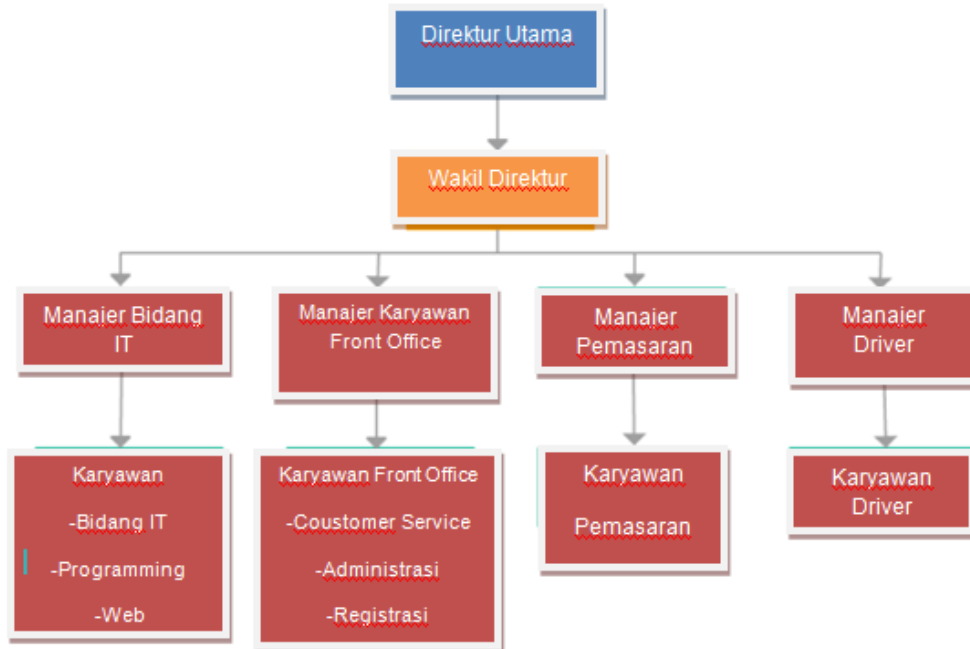 Direktur Utama
Wakil Direktur
Manajer Bidang
IT
Manajer Karyawan
Front Office
Manajer
Pemasaran
Manajer
Driver
Karyawan
-Bidang IT
-Programming
-Web
Karyawan Front Office
-Coustomer Service
-Administrasi
-Registrasi
Karyawan
Pemasaran
Karyawan
Driver